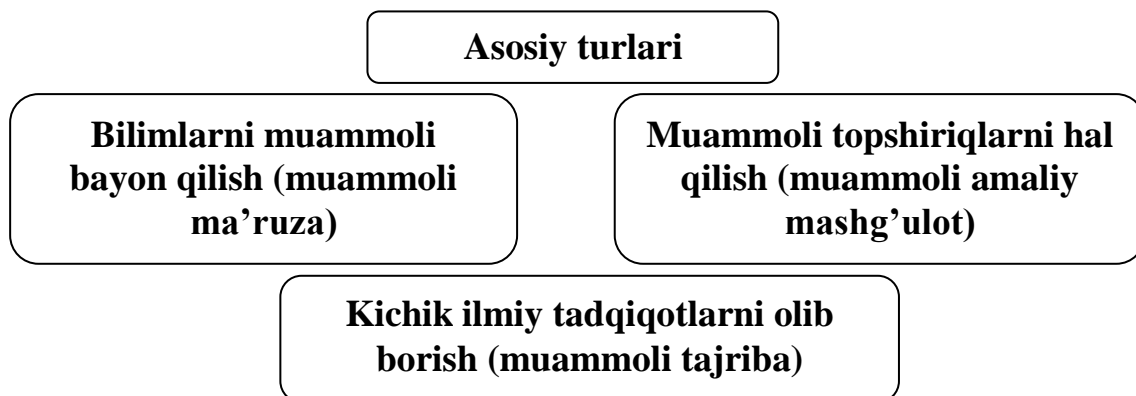 Asosiy turlari
Bilimlarni muammoli
bayon qilish (muammoli
ma’ruza)
Muammoli topshiriqlarni hal
qilish (muammoli amaliy
mashg’ulot)
Kichik ilmiy tadqiqotlarni olib
borish (muammoli tajriba)